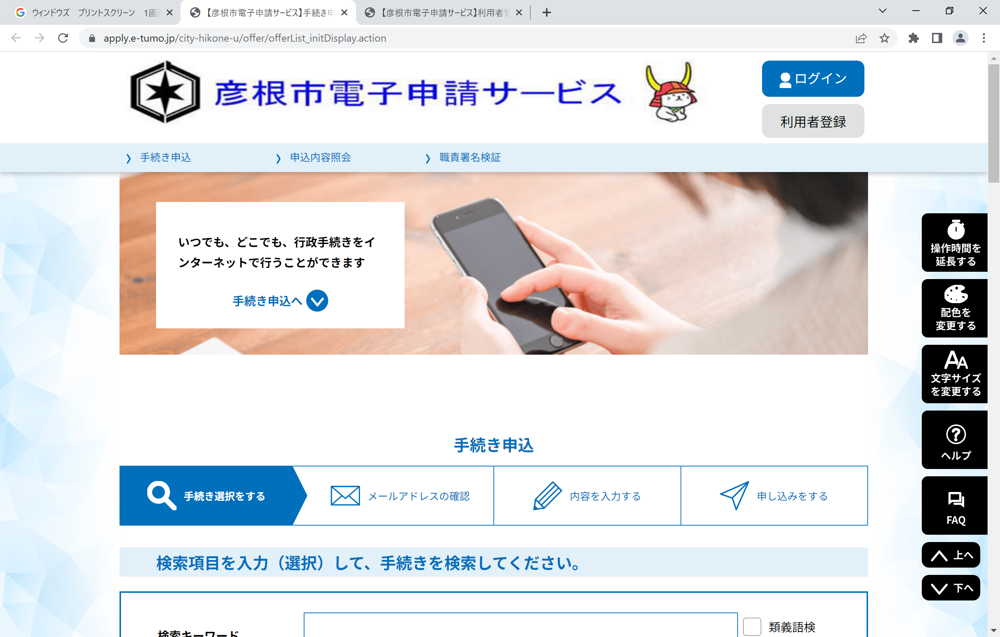 ウィンドウズ プリントスクリーン 1画
【彦根市電子申請サービス】手続き申
【彦根市電子申請サービス】利用者管
apply.e-tumo.jp/city-hikone-u/offer/offerList_initDisplay.action
彦根市電子申請サービス
ログイン
利用者登録
手続き申込
申込内容照会
職責署名検証
いつでも、どこでも、行政手続きをイ
ンターネットで行うことができます
手続き申込へ
操作時間を
延長する
配色を
変更する
文字サイズ
を変更する
ヘルプ
FAQ
上へ
下へ
手続き申込
手続き選択をする
メールアドレスの確認
内容を入力する
申し込みをする
検索項目を入力（選択）して、手続きを検索してください。
検索キーワード
類義語検